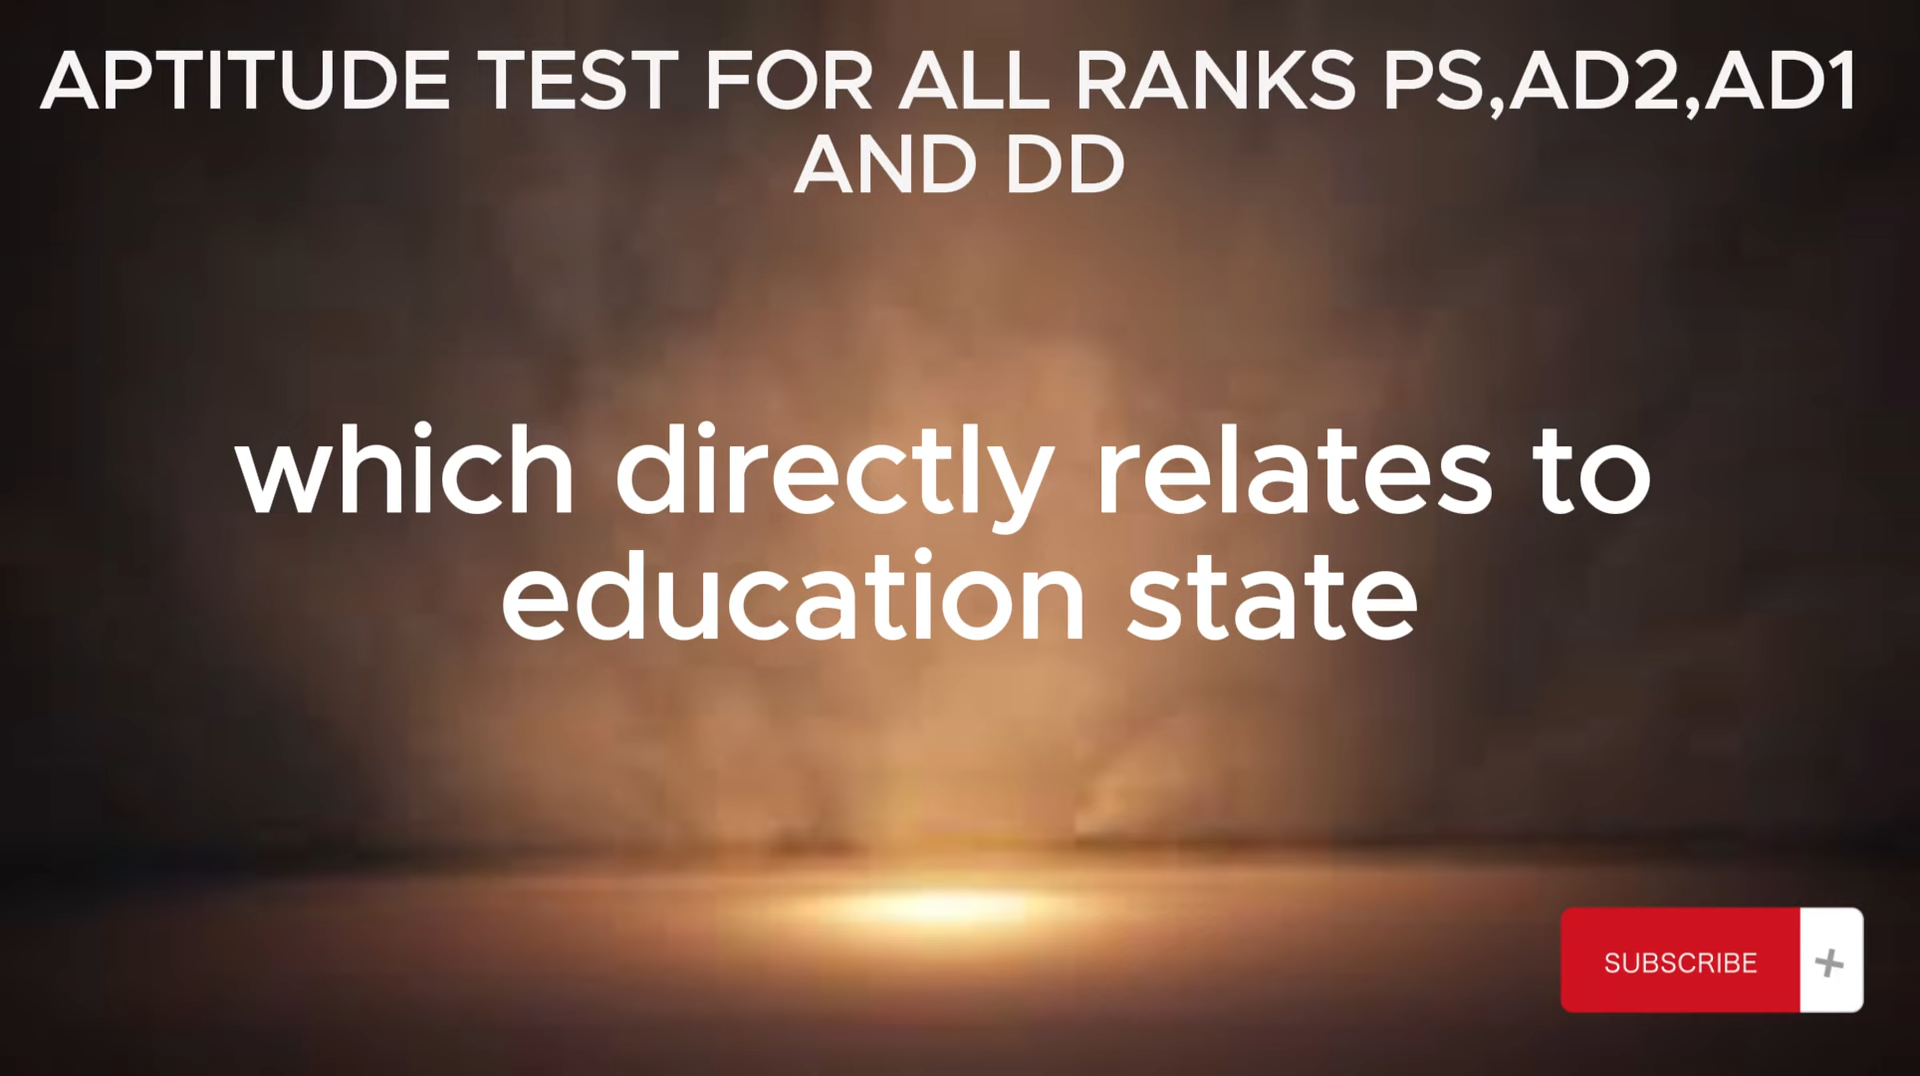 APTITUDE TEST FOR ALL RANKS PS,AD2,AD1
AND DD
which directly relates to
education state
SUBSCRIBE +